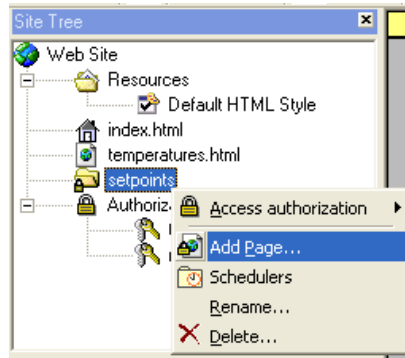 Site Tree
Web Site
Resources
Default HTML Style
index.html
temperatures.html
setpoints
Access authorization
Add Page...
Schedulers
Rename...
Delete...